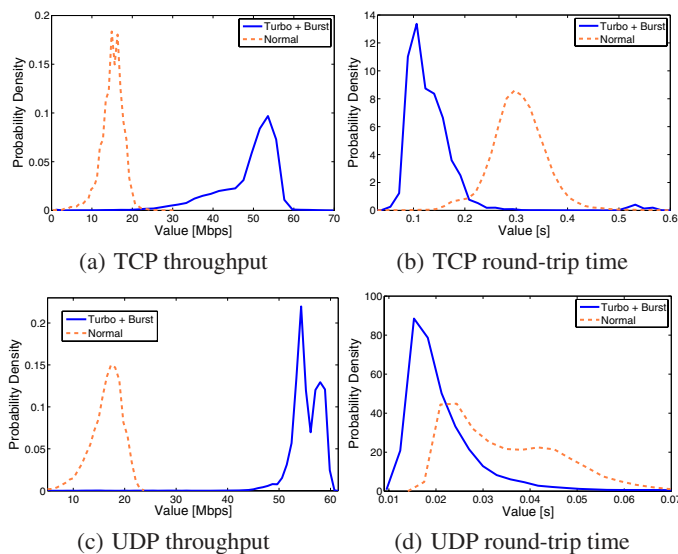 0.2
0.15
0.1
0.05
0
Probability Density
Turbo + Burst
Normal
0 10 20 30 40 50 60 70
Value [Mbps]
(a) TCP throughput
14
12
10
8
6
4
2
0
Probability Density
Turbo + Burst
Normal
0.1 0.2 0.3 0.4 0.5 0.6
Value [s]
(b) TCP round-trip time
0.2
0.15
0.1
0.05
0
Probability Density
Turbo + Burst
Normal
10 20 30 40 50 60
Value [Mbps]
(c) UDP throughput
100
80
60
40
20
0
Probability Density
Turbo + Burst
Normal
0.01 0.02 0.03 0.04 0.05 0.06 0.07
Value [s]
(d) UDP round-trip time